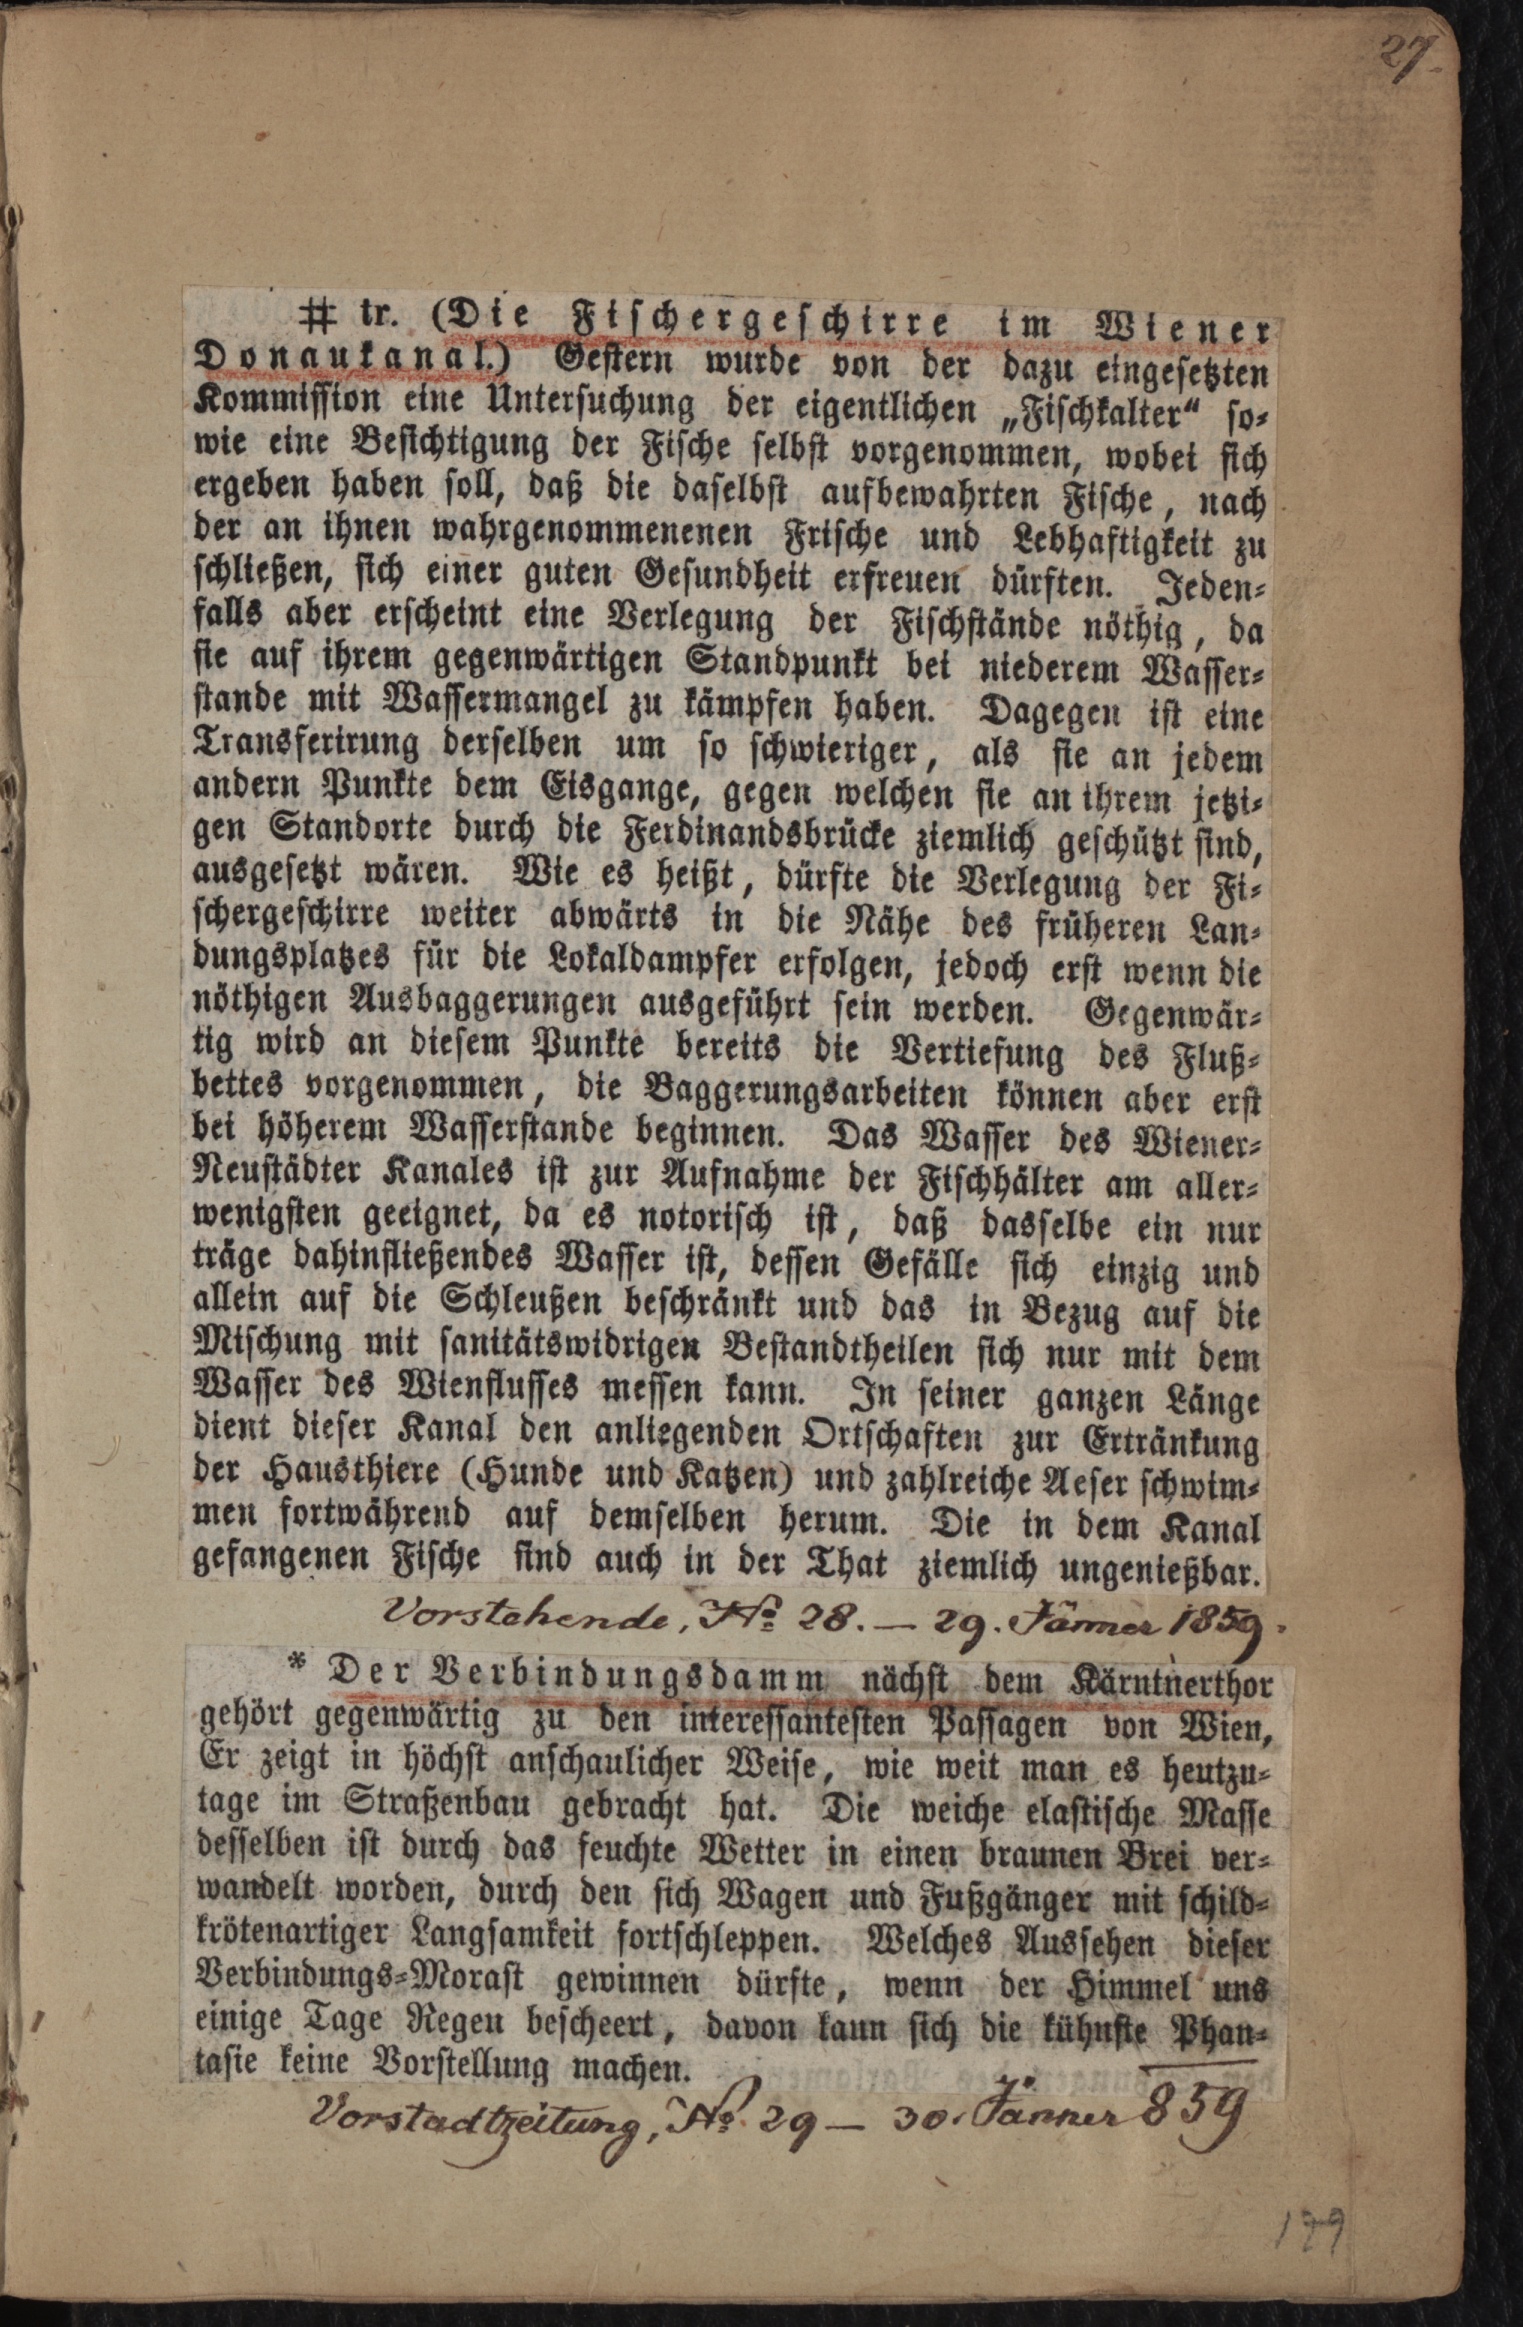 27.
# tr. (Die Fischergeschirre im Wiener
Donaukanal.) Gestern wurde von der dazu eingesetzten
Kommission eine Untersuchung der eigentlichen „Fischkalter“ so-
wie eine Besichtigung der Fische selbst vorgenommen, wobei sich
ergeben haben soll, daß die daselbst aufbewahrten Fische, nach
der an ihnen wahrgenommenenen Frische und Lebhaftigkeit zu
schließen, sich einer guten Gesundheit erfreuen dürften. Jeden-
falls aber erscheint eine Verlegung der Fischstände nöthig, da
sie auf ihrem gegenwärtigen Standpunkt bei niederem Wasser-
stande mit Wassermangel zu kämpfen haben. Dagegen ist eine
Transferirung derselben um so schwieriger, als sie an jedem
andern Punkte dem Eisgange, gegen welchen sie an ihrem jetzi-
gen Standorte durch die Ferdinandsbrücke ziemlich geschützt sind,
ausgesetzt wären. Wie es heißt, dürfte die Verlegung der Fi-
schergeschirre weiter abwärts in die Nähe des früheren Lan-
dungsplatzes für die Lokaldampfer erfolgen, jedoch erst wenn die
nöthigen Ausbaggerungen ausgeführt sein werden. Gegenwär-
tig wird an diesem Punkte bereits die Vertiefung des Fluß-
bettes vorgenommen, die Baggerungsarbeiten können aber erst
bei höherem Wasserstande beginnen. Das Wasser des Wiener-
Neustädter Kanales ist zur Aufnahme der Fischhälter am aller-
wenigsten geeignet, da es notorisch ist, daß dasselbe ein nur
träge dahinfließendes Wasser ist, dessen Gefälle sich einzig und
allein auf die Schleußen beschränkt und das in Bezug auf die
Mischung mit sanitätswidrigen Bestandtheilen sich nur mit dem
Wasser des Wienflusses messen kann. In seiner ganzen Länge
dient dieser Kanal den anliegenden Ortschaften zur Ertränkung
der Hausthiere (Hunde und Katzen) und zahlreiche Aeser schwim-
men fortwährend auf demselben herum. Die in dem Kanal
gefangenen Fische sind auch in der That ziemlich ungenießbar.
Vorstehende, No 28. — 29. Jänner 1859.
* Der Verbindungsdamm nächst dem Kärntnerthor
gehört gegenwärtig zu den interessantesten Passagen von Wien,
Er zeigt in höchst anschaulicher Weise, wie weit man es heutzu-
tage im Straßenbau gebracht hat. Die weiche elastische Masse
desselben ist durch das feuchte Wetter in einen braunen Brei ver-
wandelt worden, durch den sich Wagen und Fußgänger mit schild-
krötenartiger Langsamkeit fortschleppen. Welches Aussehen dieser
Verbindungs-Morast gewinnen dürfte, wenn der Himmel uns
einige Tage Regen bescheert, davon kann sich die kühnste Phan-
tasie keine Vorstellung machen.
Vorstadtzeitung, No. 29 — 30. Jänner 859
179